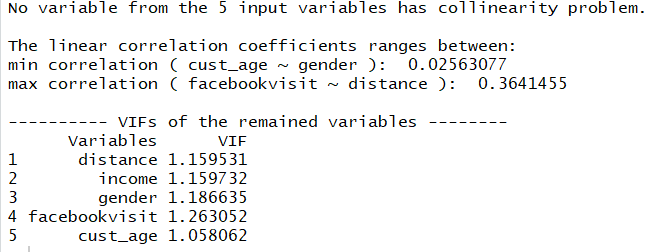 No variable from the 5 input variables has collinearity problem.
The linear correlation coefficients ranges between:
min correlation ( cust_age ~ gender ):  0.02563077
max correlation ( facebookvisit ~ distance ):  0.3641455
---------- VIFs of the remained variables --------
Variables VIF
1 distance 1.159531
2 income 1.159732
3 gender 1.186635
4 facebookvisit 1.263052
5 cust_age 1.058062